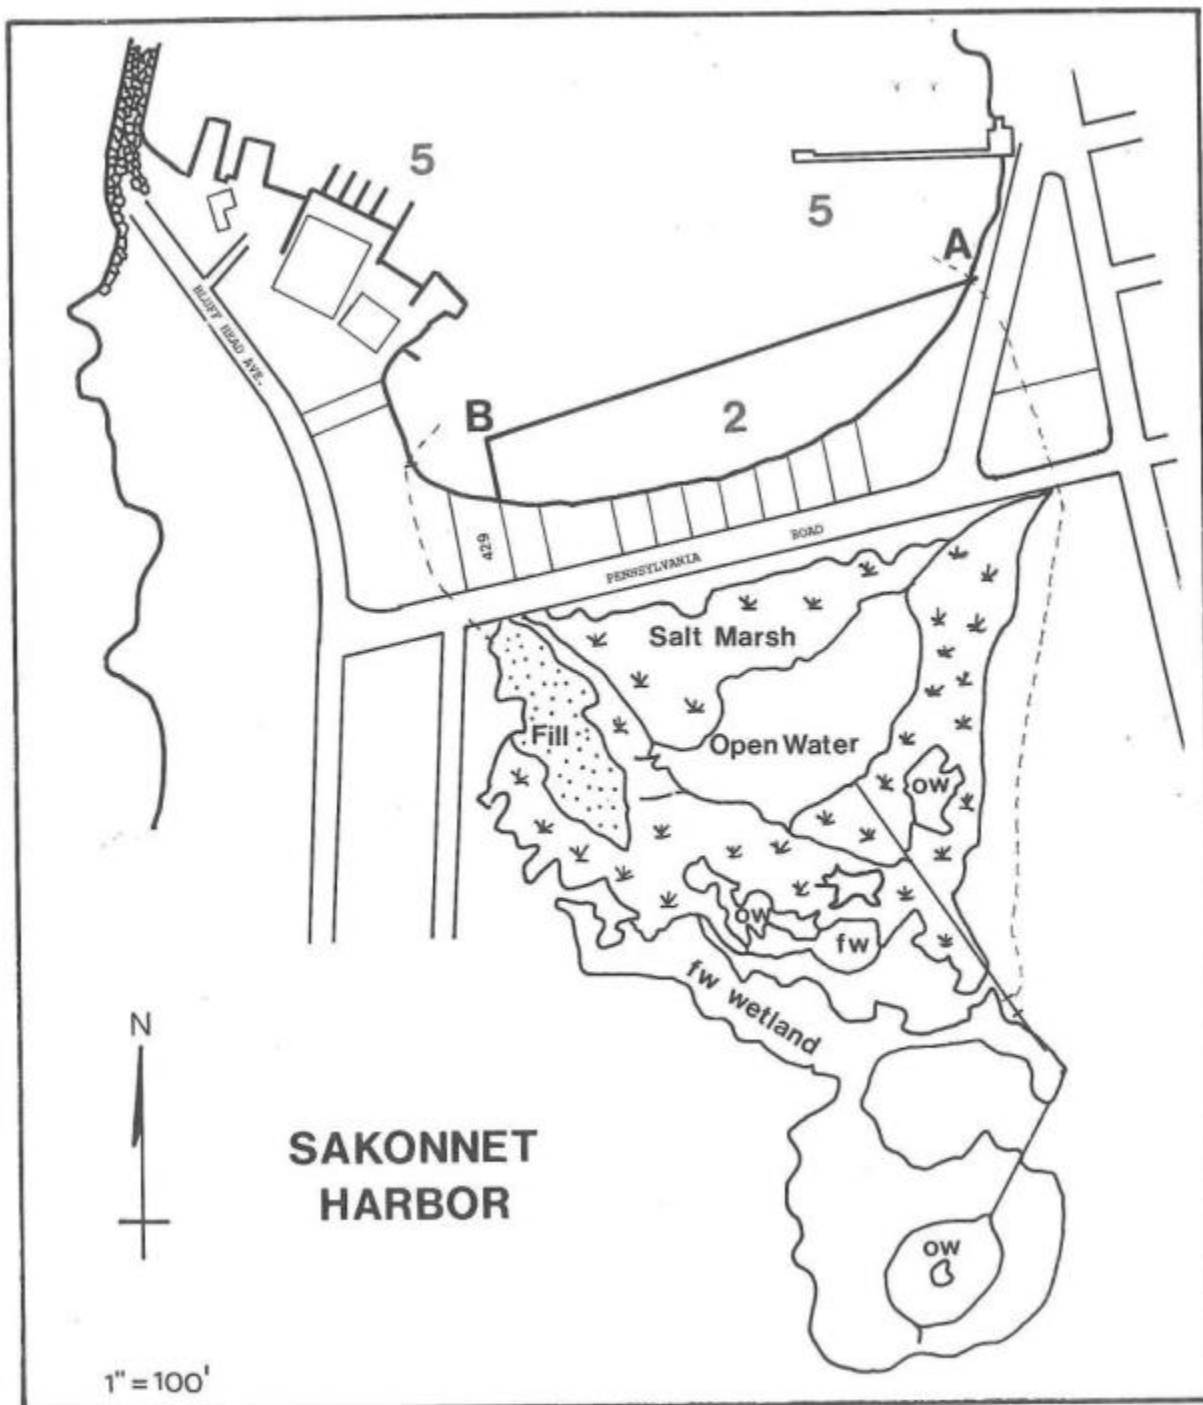 5
5
A
BLUFF HEAD AVE.
B
2
429
PENNSYLVANIA ROAD
Salt Marsh
Fill
Open Water
ow
ow
fw
fw wetland
N
SAKONNET
HARBOR
ow
1"=100'